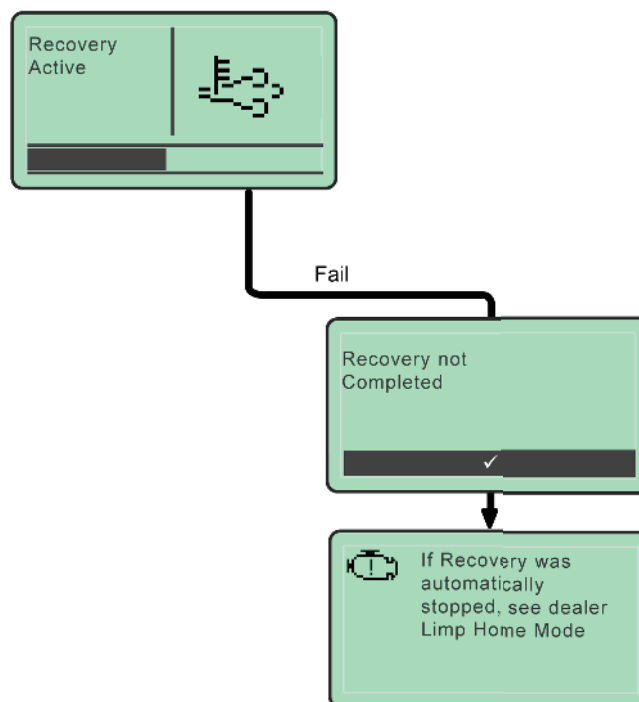 Recovery
Active
Fail
Recovery not
Completed
If Recovery was
automatically
stopped, see dealer
Limp Home Mode